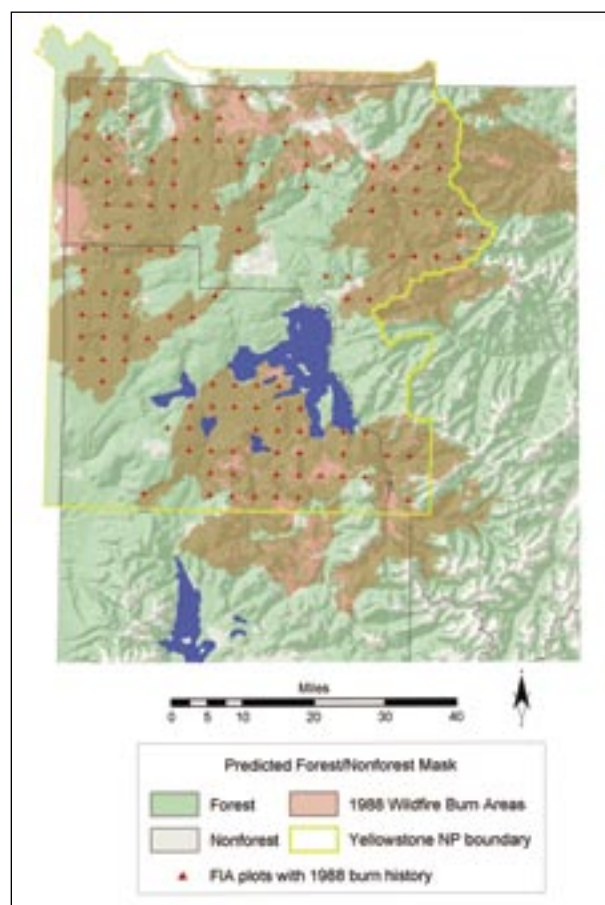 Miles
0 5 10 20 30 40
Predicted Forest/Nonforest Mask
Forest
1988 Wildfire Burn Areas
Nonforest
Yellowstone NP boundary
FIA plots with 1988 burn history